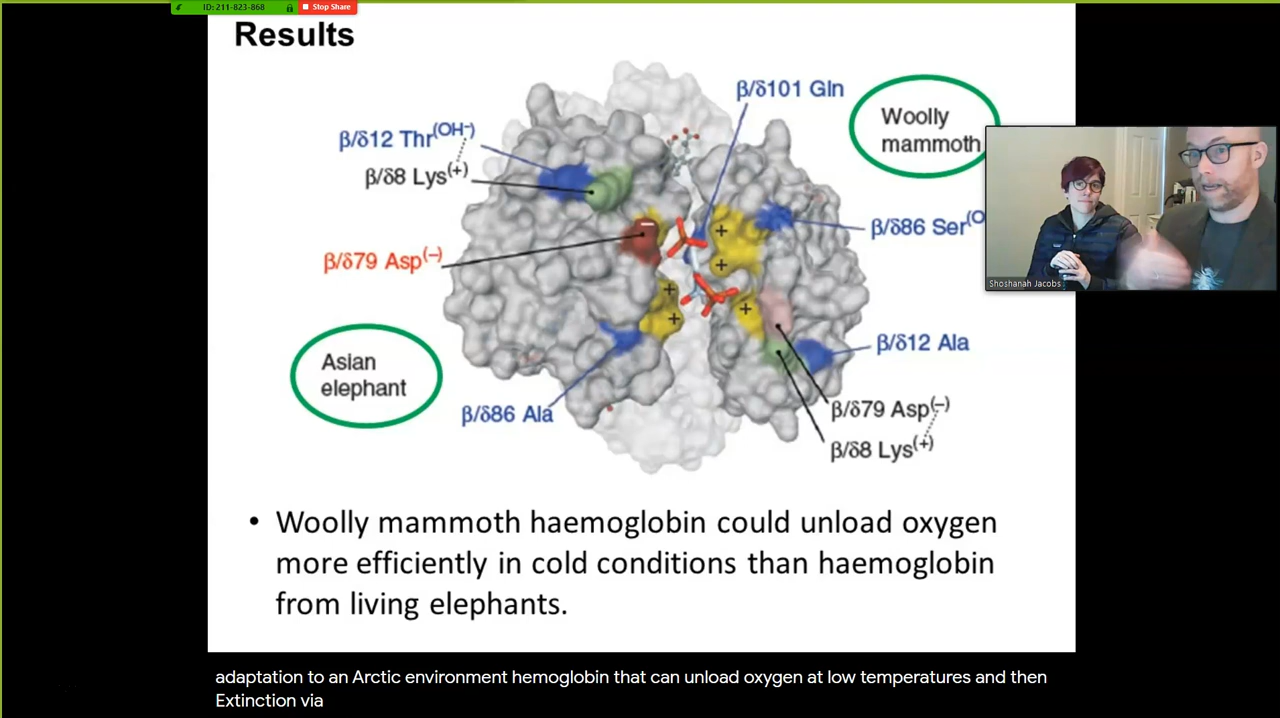 ID: 211-823-868
Stop Share
Results
β/δ101 Gln
Woolly
mammoth
β/δ12 Thr(OH-)
β/δ8 Lys(+)
β/δ86 Ser(O
Shoshanah Jacobs
β/δ79 Asp(–)
–
+
+
+
+
+
Asian
elephant
β/δ12 Ala
β/δ86 Ala
β/δ79 Asp(–)
β/δ8 Lys(+)
• Woolly mammoth haemoglobin could unload oxygen
more efficiently in cold conditions than haemoglobin
from living elephants.
adaptation to an Arctic environment hemoglobin that can unload oxygen at low temperatures and then
Extinction via